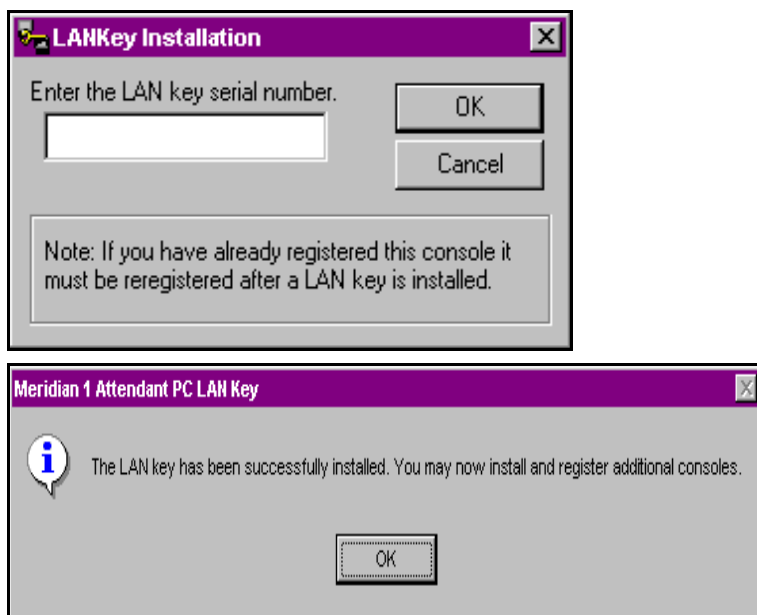 LANKey Installation
Enter the LAN key serial number.
OK
Cancel
Note: If you have already registered this console it
must be reregistered after a LAN key is installed.
Meridian 1 Attendant PC LAN Key
The LAN key has been successfully installed. You may now install and register additional consoles.
OK